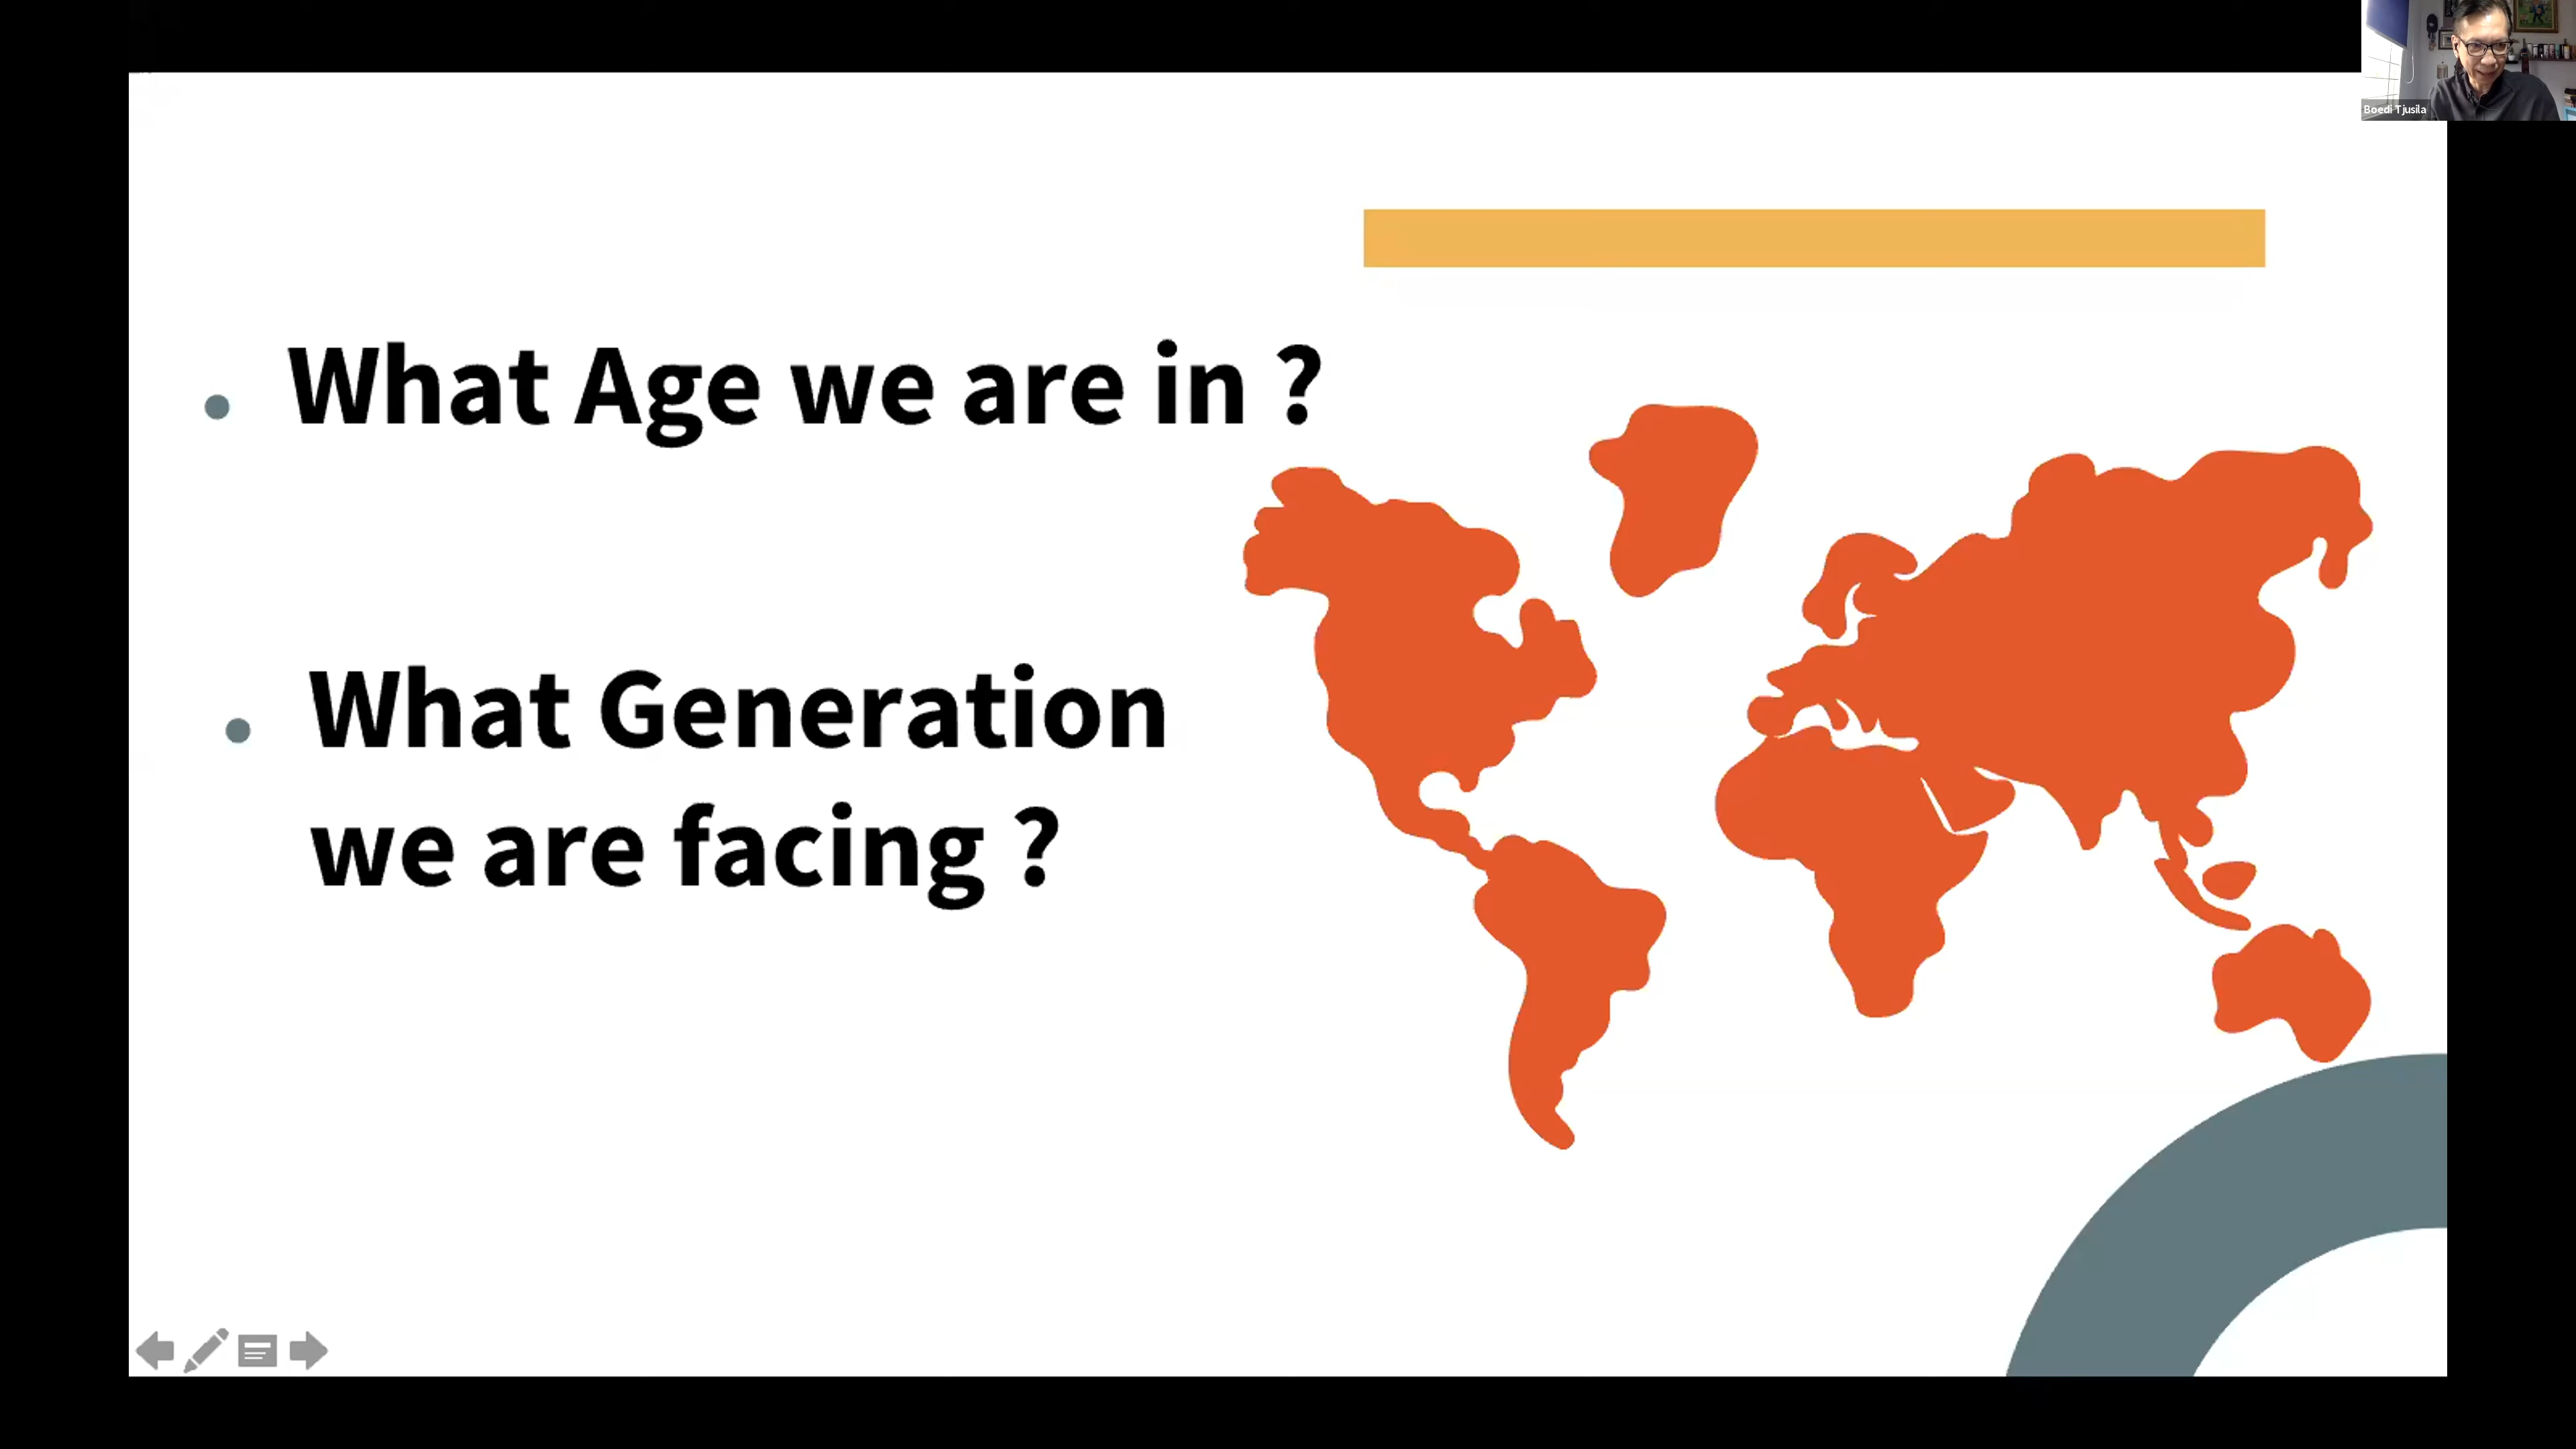 Boedi Tjusila
What Age we are in ?
What Generation
we are facing ?